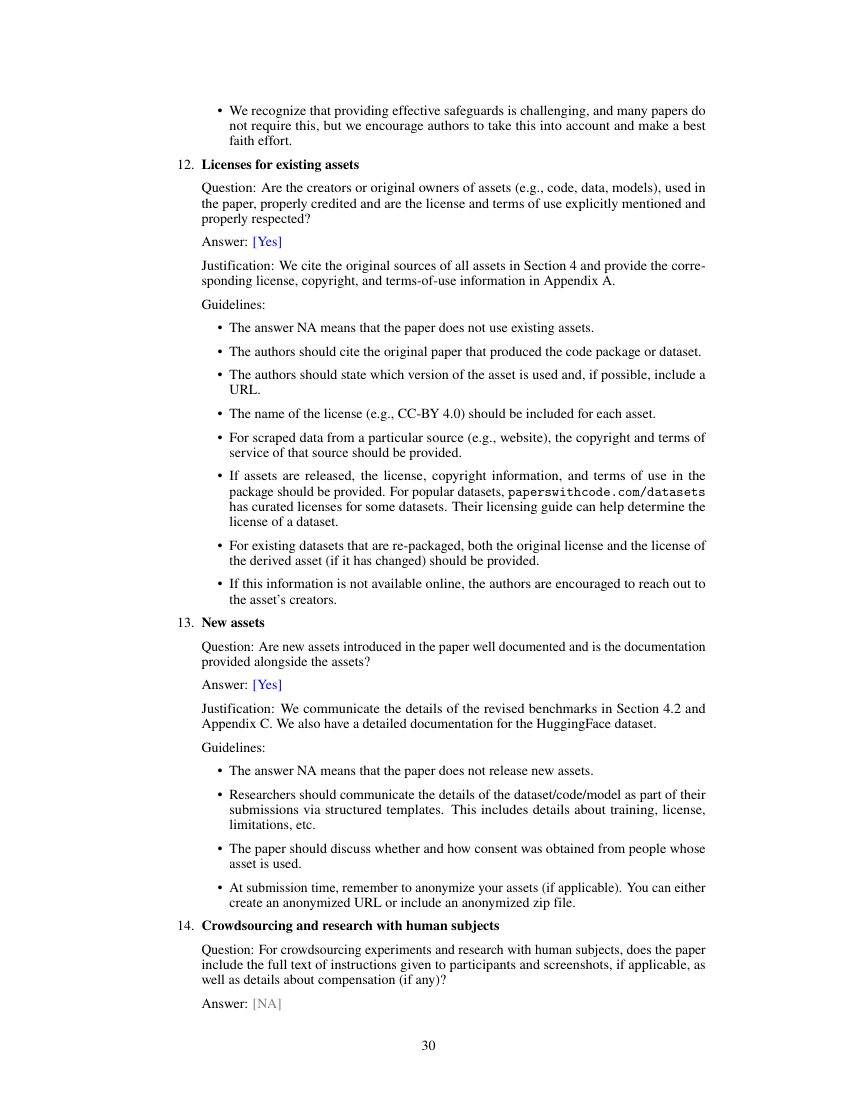 • We recognize that providing effective safeguards is challenging, and many papers do
not require this, but we encourage authors to take this into account and make a best
faith effort.
12. Licenses for existing assets
Question: Are the creators or original owners of assets (e.g., code, data, models), used in
the paper, properly credited and are the license and terms of use explicitly mentioned and
properly respected?
Answer: [Yes]
Justification: We cite the original sources of all assets in Section 4 and provide the corre-
sponding license, copyright, and terms-of-use information in Appendix A.
Guidelines:
• The answer NA means that the paper does not use existing assets.
• The authors should cite the original paper that produced the code package or dataset.
• The authors should state which version of the asset is used and, if possible, include a
URL.
• The name of the license (e.g., CC-BY 4.0) should be included for each asset.
• For scraped data from a particular source (e.g., website), the copyright and terms of
service of that source should be provided.
• If assets are released, the license, copyright information, and terms of use in the
package should be provided. For popular datasets, paperswithcode.com/datasets
has curated licenses for some datasets. Their licensing guide can help determine the
license of a dataset.
• For existing datasets that are re-packaged, both the original license and the license of
the derived asset (if it has changed) should be provided.
• If this information is not available online, the authors are encouraged to reach out to
the asset's creators.
13. New assets
Question: Are new assets introduced in the paper well documented and is the documentation
provided alongside the assets?
Answer: [Yes]
Justification: We communicate the details of the revised benchmarks in Section 4.2 and
Appendix C. We also have a detailed documentation for the HuggingFace dataset.
Guidelines:
• The answer NA means that the paper does not release new assets.
• Researchers should communicate the details of the dataset/code/model as part of their
submissions via structured templates. This includes details about training, license,
limitations, etc.
• The paper should discuss whether and how consent was obtained from people whose
asset is used.
• At submission time, remember to anonymize your assets (if applicable). You can either
create an anonymized URL or include an anonymized zip file.
14. Crowdsourcing and research with human subjects
Question: For crowdsourcing experiments and research with human subjects, does the paper
include the full text of instructions given to participants and screenshots, if applicable, as
well as details about compensation (if any)?
Answer: [NA]
30